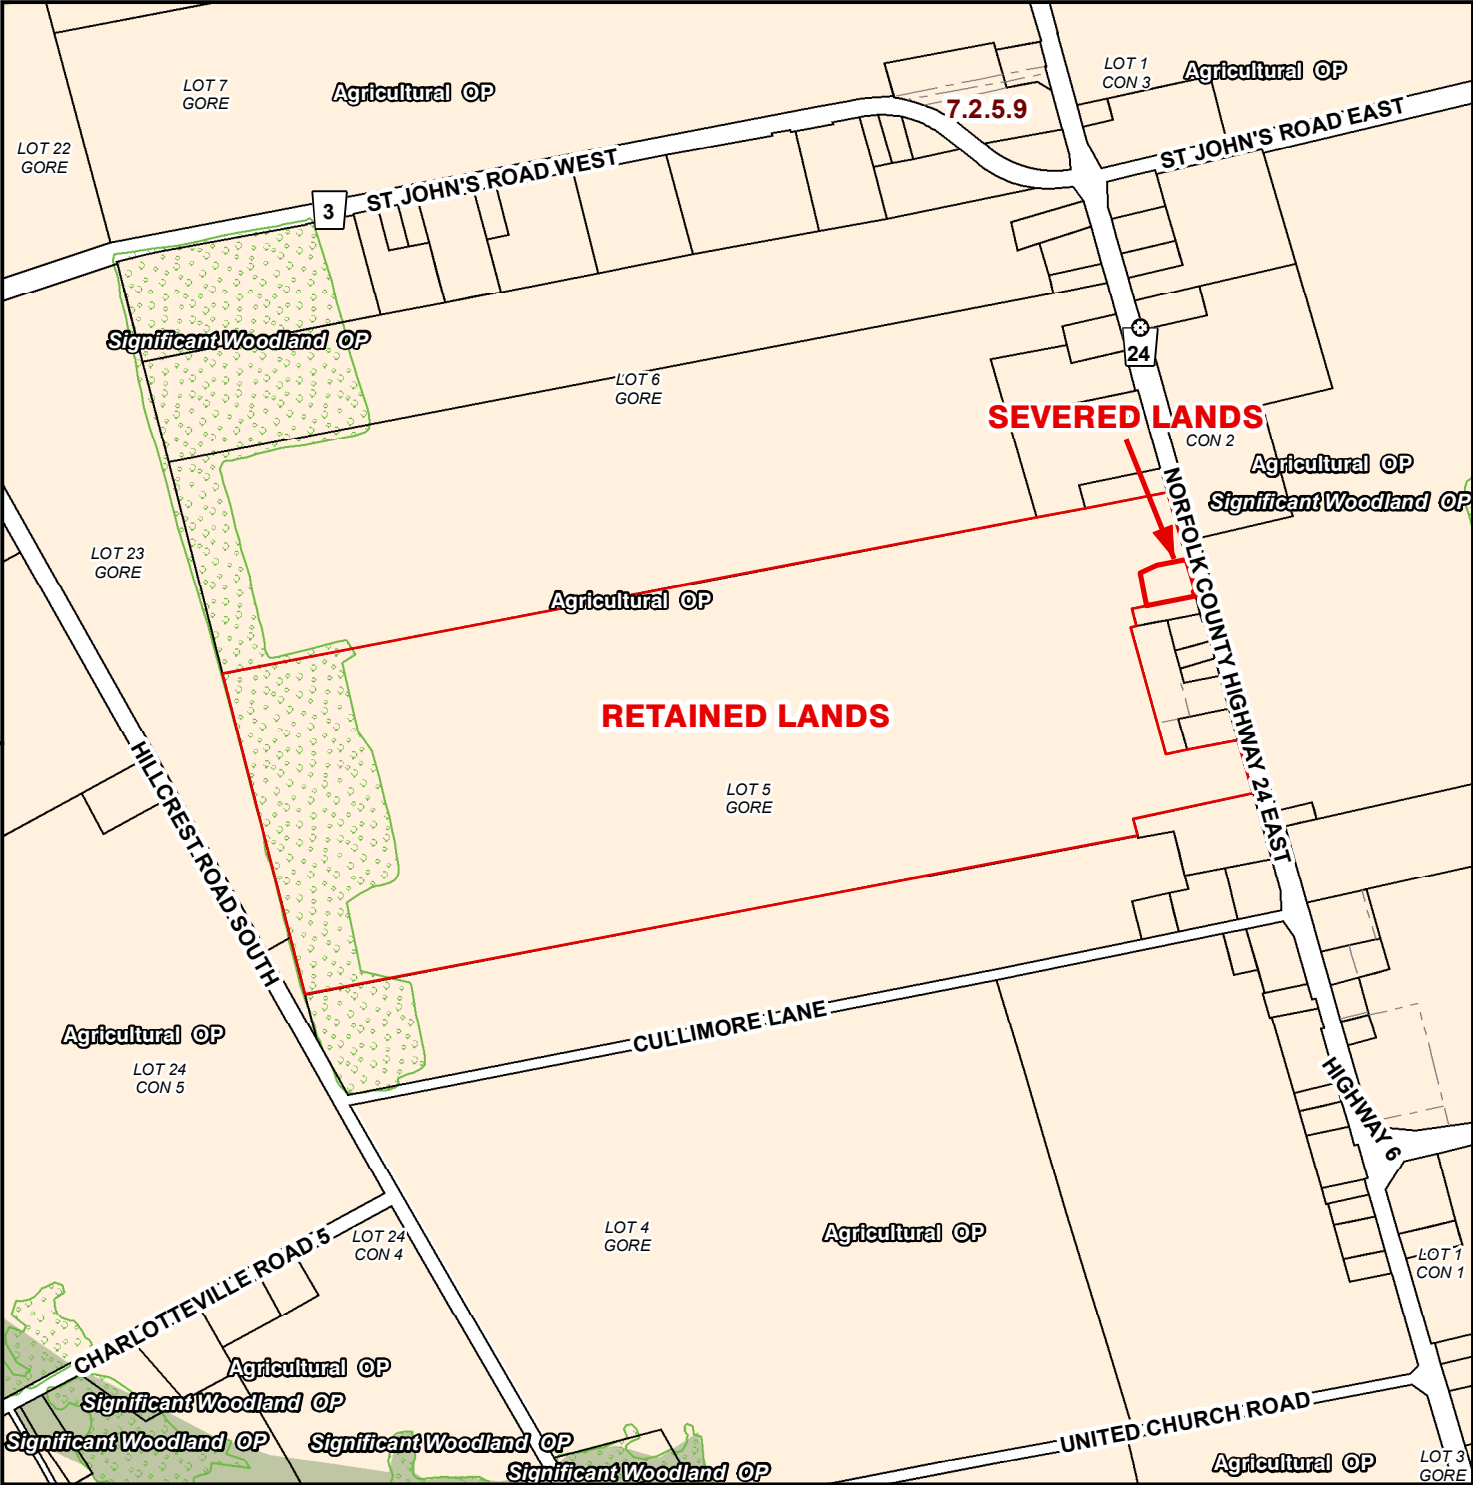 LOT 1
CON 3
Agricultural OP
LOT 7
GORE
Agricultural OP
7.2.5.9
ST JOHN'S ROAD EAST
LOT 22
GORE
ST JOHN'S ROAD WEST
3
Significant Woodland OP
24
LOT 6
GORE
SEVERED LANDS
CON 2
Agricultural OP
Significant Woodland OP
NORFOLK COUNTY HIGHWAY 24 EAST
LOT 23
GORE
Agricultural OP
RETAINED LANDS
LOT 5
GORE
HILLCREST ROAD SOUTH
CULLIMORE LANE
Agricultural OP
LOT 24
CON 5
HIGHWAY 6
LOT 24
CON 4
LOT 4
GORE
Agricultural OP
LOT 1
CON 1
CHARLOTTEVILLE ROAD 5
Agricultural OP
Significant Woodland OP
Significant Woodland OP
Significant Woodland OP
Significant Woodland OP
UNITED CHURCH ROAD
Agricultural OP
LOT 3
GORE